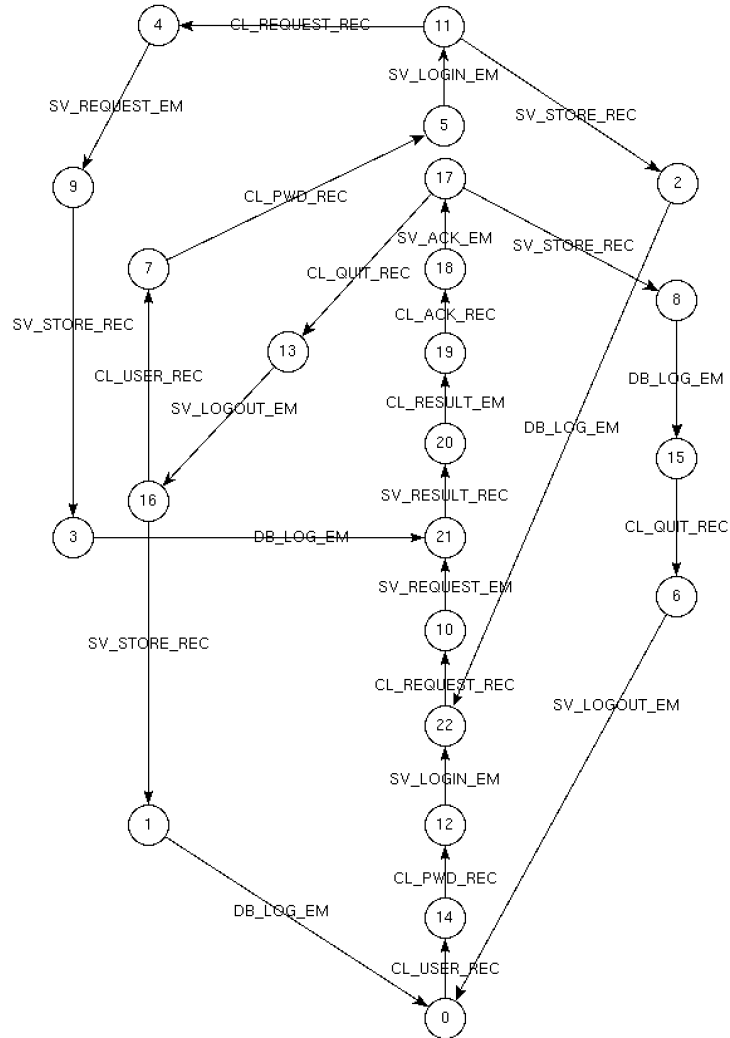 4
CL_REQUEST_REC
11
SV_LOGIN_EM
SV_REQUEST_EM
SV_STORE_REC
5
17
2
9
CL_PWD_REC
SV_ACK_EM
SV_STORE_REC
7
CL_QUIT_REC
18
8
CL_ACK_REC
SV_STORE_REC
13
19
CL_USER_REC
DB_LOG_EM
CL_RESULT_EM
SV_LOGOUT_EM
DB_LOG_EM
20
15
SV_RESULT_REC
16
CL_QUIT_REC
3
DB_LOG_EM
21
SV_REQUEST_EM
6
10
SV_STORE_REC
CL_REQUEST_REC
SV_LOGOUT_EM
22
SV_LOGIN_EM
1
12
CL_PWD_REC
DB_LOG_EM
14
CL_USER_REC
0